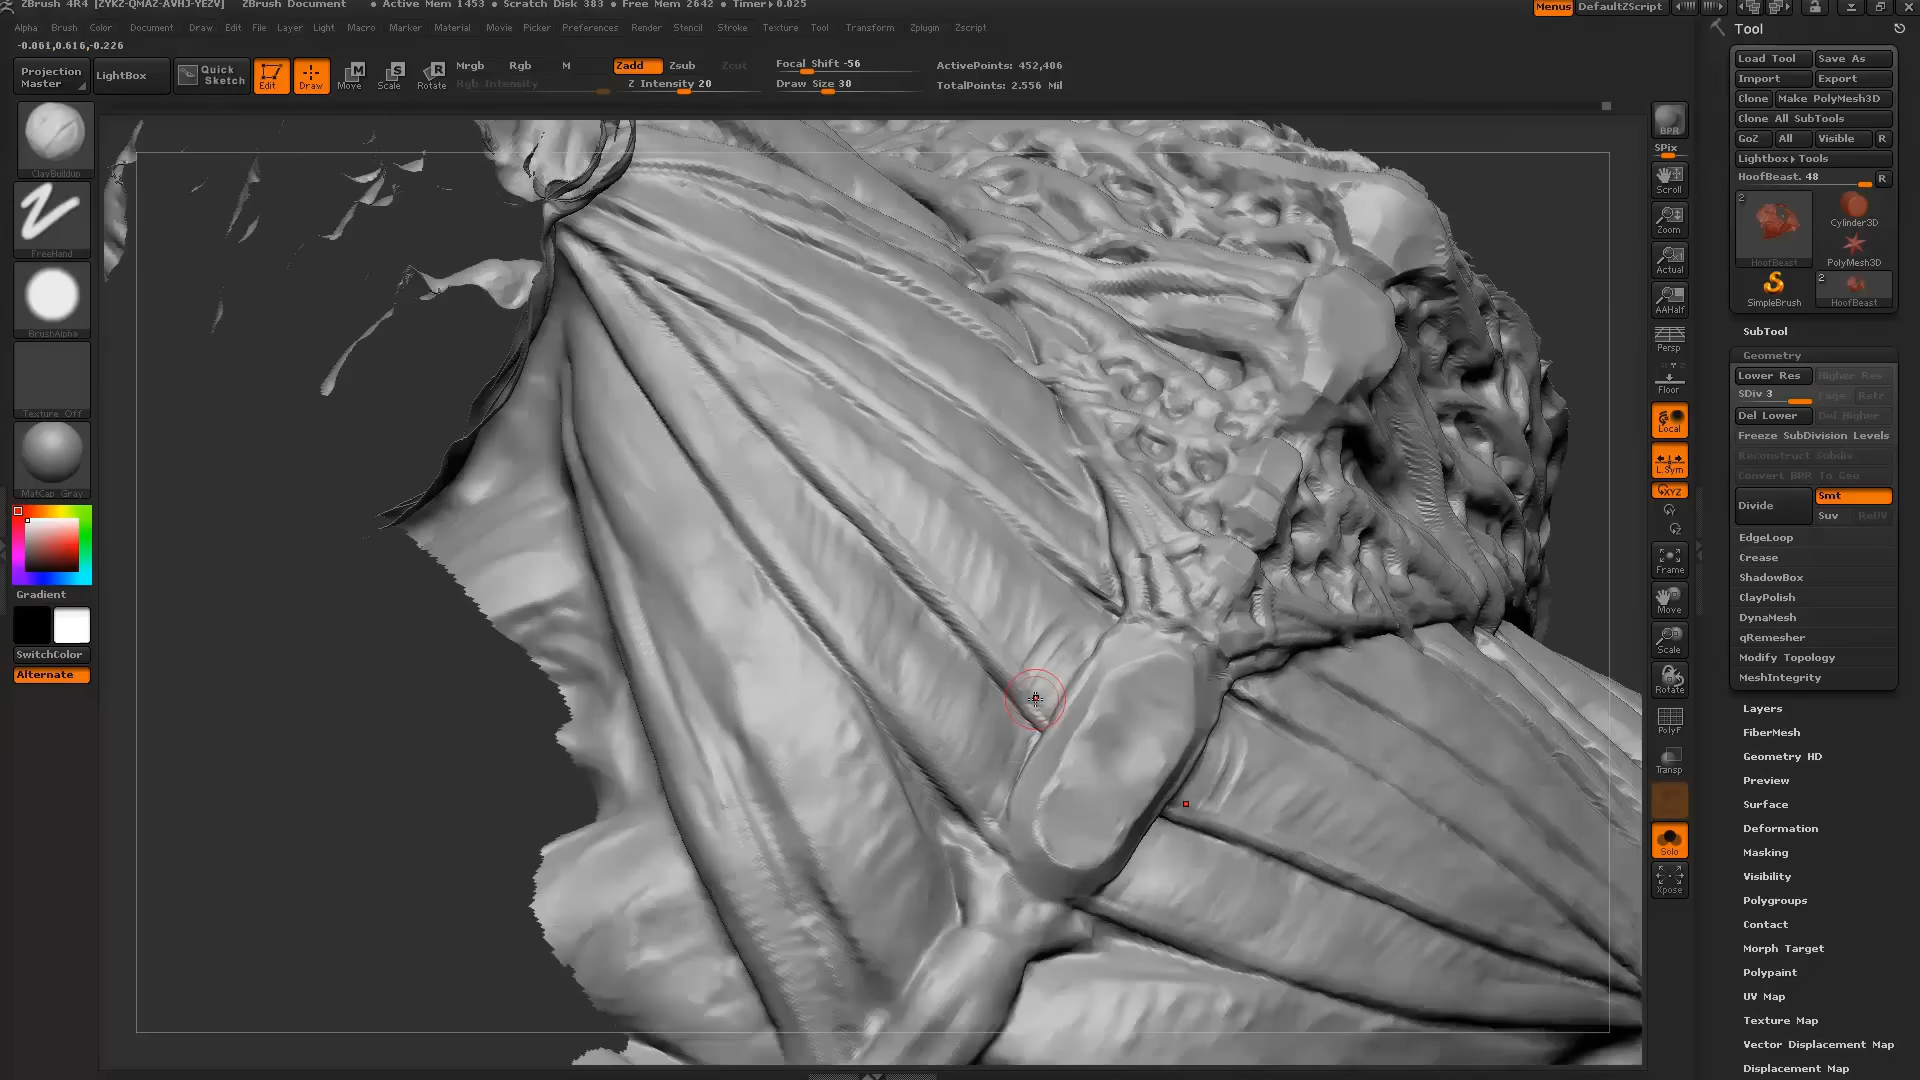 ZBrush 4R4 [ZYKZ-QMAZ-AVHJ-YEZV] ZBrush Document • Active Mem 1453 • Scratch Disk 383 • Free Mem 2642 • Timer▸0.025 Menus DefaultZScript
Alpha Brush Color Document Draw Edit File Layer Light Macro Marker Material Movie Picker Preferences Render Stencil Stroke Texture Tool Transform Zplugin Zscript
-0.061,0.616,-0.226
Projection Master
LightBox
Quick Sketch
Edit
Draw
Move
Scale
Rotate
Mrgb Rgb M
Rgb Intensity
Zadd Zsub Zcut
Z Intensity 20
Focal Shift -56
Draw Size 30
ActivePoints: 452,406
TotalPoints: 2.556 Mil
ClayBuildup
FreeHand
BrushAlpha
Texture Off
MatCap Gray
Gradient
SwitchColor
Alternate
BPR
SPix
Scroll
Zoom
Actual
AAHalf
Persp
Floor
Local
L.Sym
XYZ
Frame
Move
Scale
Rotate
PolyF
Transp
Solo
Xpose
Tool
Load Tool Save As
Import Export
Clone Make PolyMesh3D
Clone All SubTools
GoZ All Visible R
Lightbox▸Tools
HoofBeast. 48 R
2
HoofBeast
Cylinder3D
PolyMesh3D
SimpleBrush
2
HoofBeast
SubTool
Geometry
Lower Res Higher Res
SDiv 3 Cage Rstr
Del Lower Del Higher
Freeze SubDivision Levels
Reconstruct Subdiv
Convert BPR To Geo
Divide Smt
Suv ReUV
EdgeLoop
Crease
ShadowBox
ClayPolish
DynaMesh
qRemesher
Modify Topology
MeshIntegrity
Layers
FiberMesh
Geometry HD
Preview
Surface
Deformation
Masking
Visibility
Polygroups
Contact
Morph Target
Polypaint
UV Map
Texture Map
Vector Displacement Map
Displacement Map